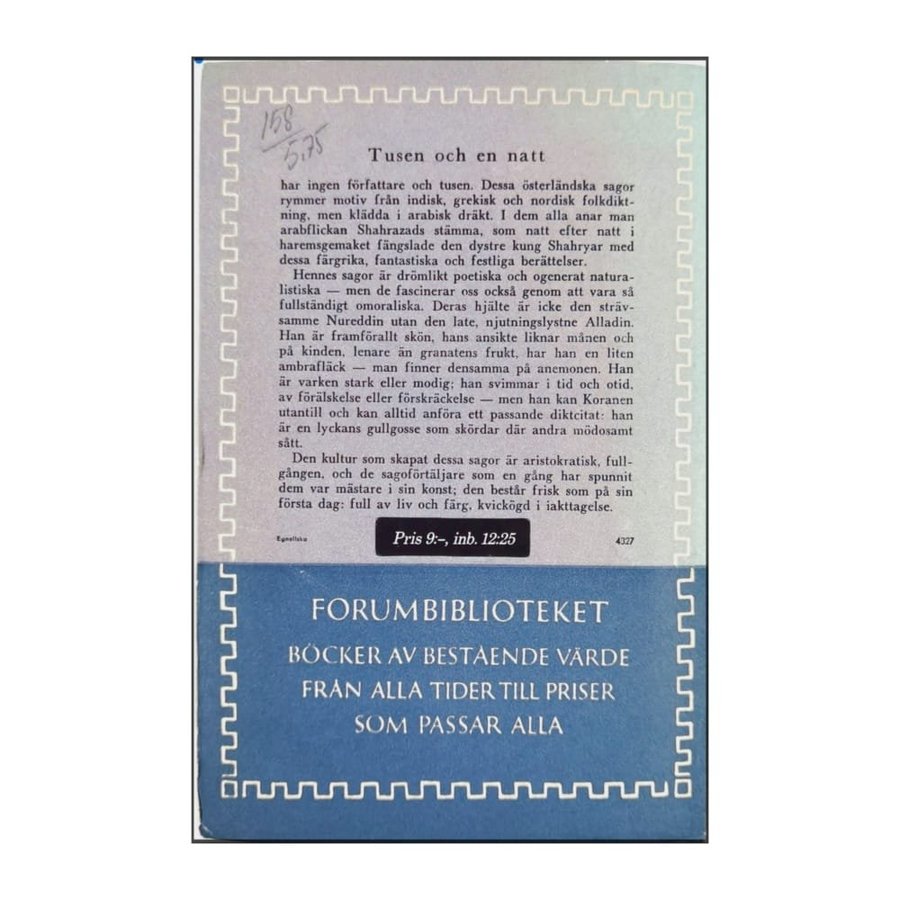 158
5,75
Tusen och en natt
har ingen författare och tusen. Dessa österländska sagor
rymmer motiv från indisk, grekisk och nordisk folkdikt-
ning, men klädda i arabisk dräkt. I dem alla anar man
arabflickan Shahrazads stämma, som natt efter natt i
haremsgemaket fängslade den dystre kung Shahryar med
dessa färgrika, fantastiska och festliga berättelser.
Hennes sagor är drömlikt poetiska och ogenerat natura-
listiska — men de fascinerar oss också genom att vara så
fullständigt omoraliska. Deras hjälte är icke den sträv-
samme Nureddin utan den late, njutningslystne Alladin.
Han är framförallt skön, hans ansikte liknar månen och
på kinden, lenare än granatens frukt, har han en liten
ambrafläck — man finner densamma på anemonen. Han
är varken stark eller modig; han svimmar i tid och otid,
av förälskelse eller förskräckelse — men han kan Koranen
utantill och kan alltid anföra ett passande diktcitat: han
är en lyckans gullgosse som skördar där andra mödosamt
sått.
Den kultur som skapat dessa sagor är aristokratisk, full-
gången, och de sagoförtäljare som en gång har spunnit
dem var mästare i sin konst; den består frisk som på sin
första dag: full av liv och färg, kvickögd i iakttagelse.
Egnellska
Pris 9:–, inb. 12:25
4327
FORUMBIBLIOTEKET
BÖCKER AV BESTÅENDE VÄRDE
FRÅN ALLA TIDER TILL PRISER
SOM PASSAR ALLA